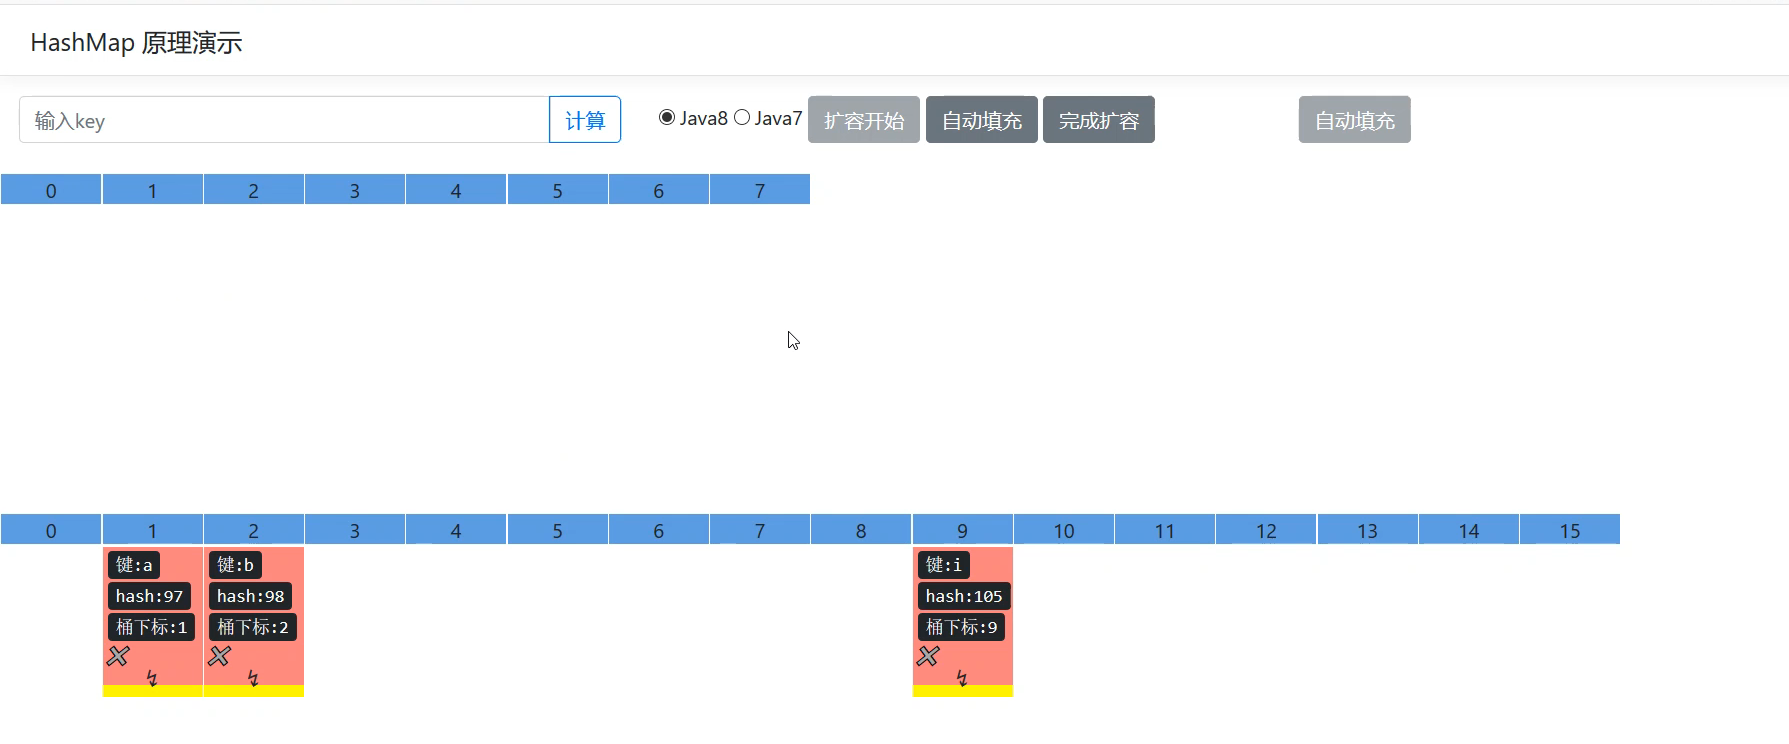 HashMap 原理演示
输入key 计算 Java8 Java7 扩容开始 自动填充 完成扩容 自动填充
0 1 2 3 4 5 6 7
0 1 2 3 4 5 6 7 8 9 10 11 12 13 14 15
键:a 键:b 键:i
hash:97 hash:98 hash:105
桶下标:1 桶下标:2 桶下标:9